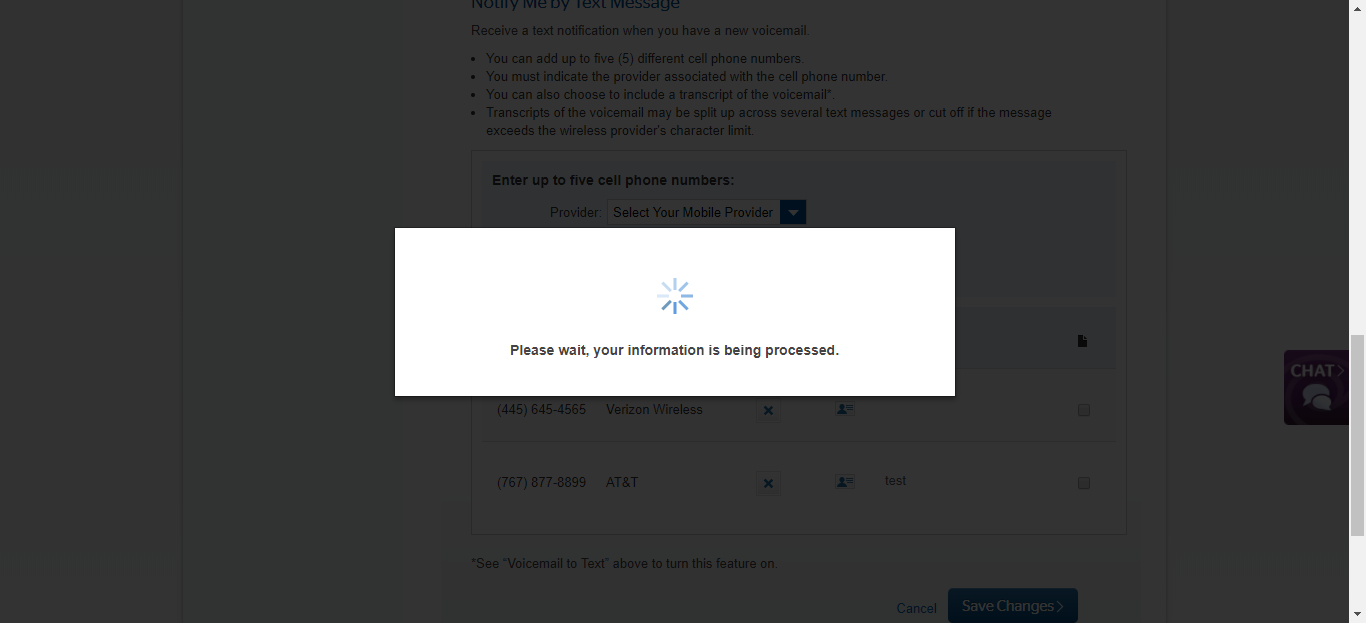 Notify Me by Text Message
Receive a text notification when you have a new voicemail.
You can add up to five (5) different cell phone numbers.
You must indicate the provider associated with the cell phone number.
You can also choose to include a transcript of the voicemail*.
Transcripts of the voicemail may be split up across several text messages or cut off if the message
exceeds the wireless provider's character limit.
Enter up to five cell phone numbers:
Provider: Select Your Mobile Provider
Please wait, your information is being processed.
CHAT
(445) 645-4565 Verizon Wireless
(767) 877-8899 AT&T test
*See "Voicemail to Text" above to turn this feature on.
Cancel Save Changes